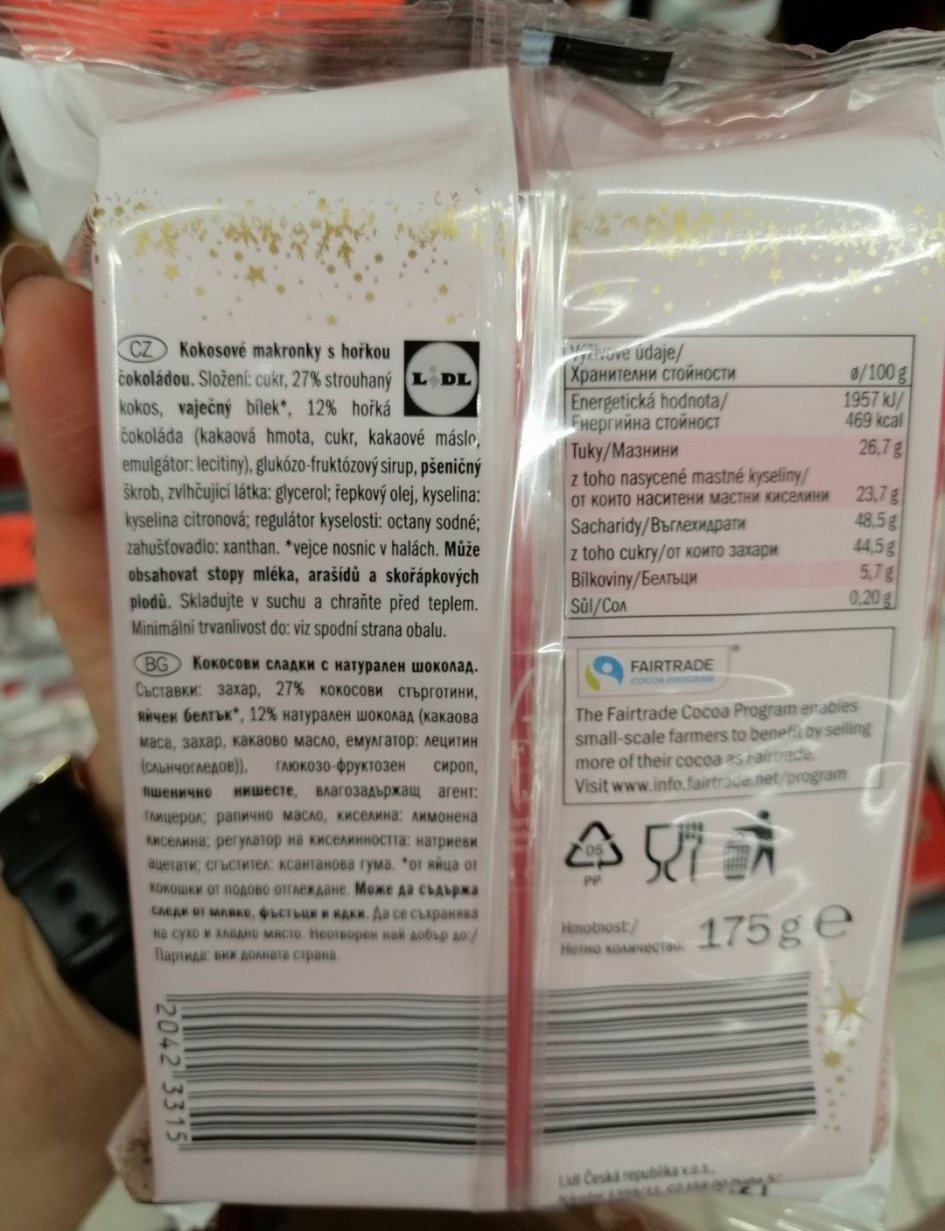 CZ Kokosové makronky s hořkou
čokoládou. Složení: cukr, 27% strouhaný
kokos, vaječný bílek*, 12% hořká
čokoláda (kakaová hmota, cukr, kakaové máslo,
emulgátor: lecitiny), glukózo-fruktózový sirup, pšeničný
škrob, zvlhčující látka: glycerol; řepkový olej, kyselina:
kyselina citronová; regulátor kyselosti: octany sodné;
zahušťovadlo: xanthan. *vejce nosnic v halách. Může
obsahovat stopy mléka, arašídů a skořápkových
plodů. Skladujte v suchu a chraňte před teplem.
Minimální trvanlivost do: viz spodní strana obalu.
LIDL
BG Кокосови сладки с натурален шоколад.
Съставки: захар, 27% кокосови стърготини,
яйчен белтък*, 12% натурален шоколад (какаова
маса, захар, какаово масло, емулгатор: лецитин
(слънчогледов)), глюкозо-фруктозен сироп,
пшенично нишесте, влагозадържащ агент:
глицерол; рапично масло, киселина: лимонена
киселина; регулатор на киселинността: натриеви
ацетати; сгъстител: ксантанова гума. *от яйца от
кокошки от подово отглеждане. Може да съдържа
следи от мляко, фъстъци и ядки. Да се съхранява
на сухо и хладно място. Неотворен най-добър до:/
Партида: виж долната страна.
2042 3315
Výživové údaje/
Хранителни стойности ø/100 g
Energetická hodnota/ 1957 kJ/
Енергийна стойност 469 kcal
Tuky/Мазнини 26,7 g
z toho nasycené mastné kyseliny/
от които наситени мастни киселини 23,7 g
Sacharidy/Въглехидрати 48,5 g
z toho cukry/от които захари 44,5 g
Bílkoviny/Белтъци 5,7 g
Sůl/Сол 0,20 g
FAIRTRADE
COCOA PROGRAM
The Fairtrade Cocoa Program enables
small-scale farmers to benefit by selling
more of their cocoa as Fairtrade.
Visit www.info.fairtrade.net/program
05
PP
Hmotnost:/
Нетно количество: 175 g e
Lidl Česká republika v.o.s.,